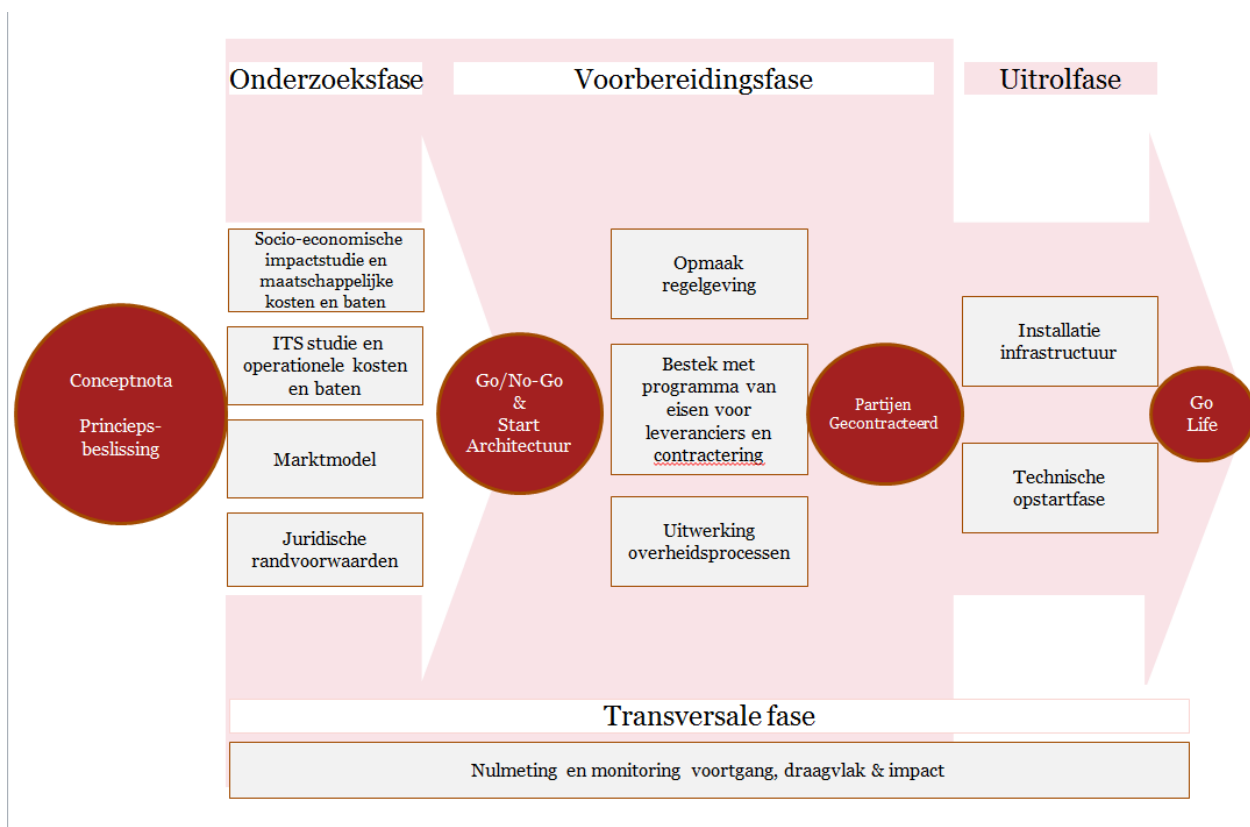 Onderzoeksfase
Voorbereidingsfase
Uitrolfase
Conceptnota
Princieps-
beslissing
Socio-economische
impactstudie en
maatschappelijke
kosten en baten
ITS studie en
operationele kosten
en baten
Marktmodel
Juridische
randvoorwaarden
Go/No-Go
&
Start
Architectuur
Opmaak
regelgeving
Bestek met
programma van
eisen voor
leveranciers en
contractering
Uitwerking
overheidsprocessen
Partijen
Gecontracteerd
Installatie
infrastructuur
Technische
opstartfase
Go
Life
Transversale fase
Nulmeting en monitoring voortgang, draagvlak & impact